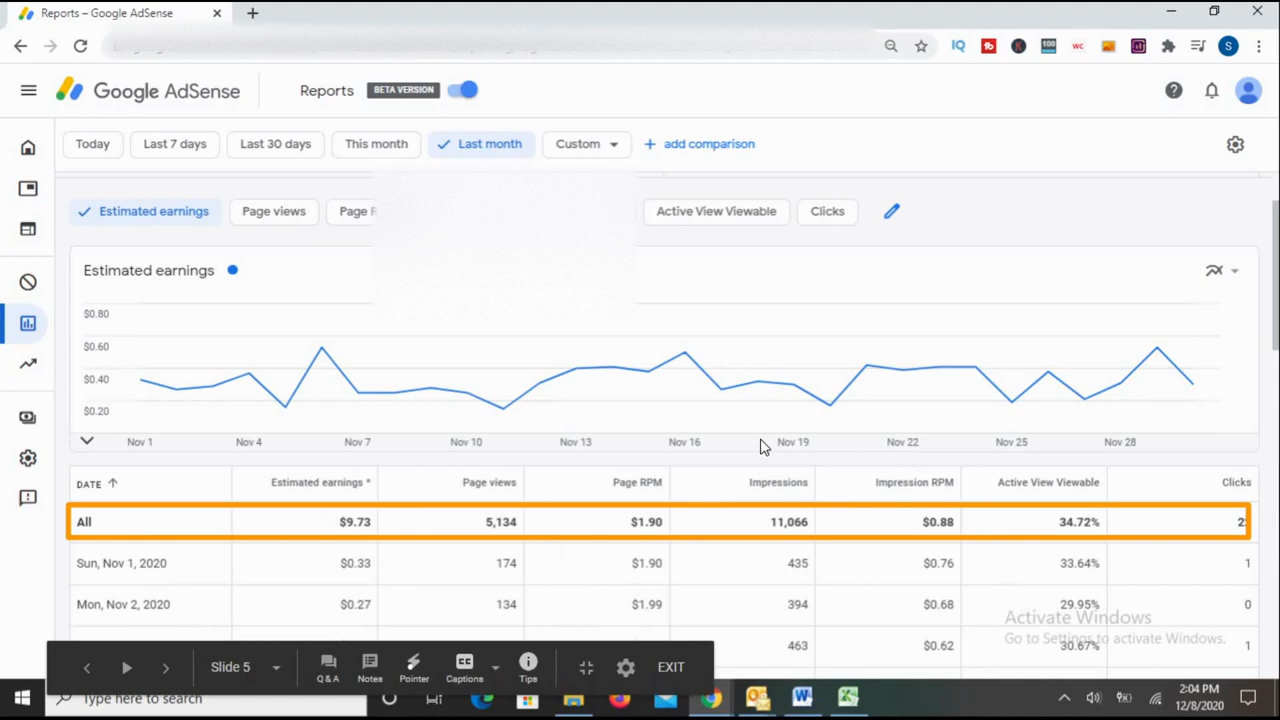 Reports – Google AdSense
Google AdSense
Reports
BETA VERSION
Today
Last 7 days
Last 30 days
This month
Last month
Custom
+ add comparison
Estimated earnings
Page views
Page
Active View Viewable
Clicks
Estimated earnings
$0.80
$0.60
$0.40
$0.20
Nov 1 Nov 4 Nov 7 Nov 10 Nov 13 Nov 16 Nov 19 Nov 22 Nov 25 Nov 28
DATE Estimated earnings * Page views Page RPM Impressions Impression RPM Active View Viewable Clicks
All $9.73 5,134 $1.90 11,066 $0.88 34.72%
Sun, Nov 1, 2020 $0.33 174 $1.90 435 $0.76 33.64% 1
Mon, Nov 2, 2020 $0.27 134 $1.99 394 $0.68 29.95% 0
Activate Windows
Go to Settings to activate Windows.
463 $0.62 30.67% 1
Slide 5
Q & A
Notes
Pointer
Captions
Tips
EXIT
Type here to search
2:04 PM
12/8/2020